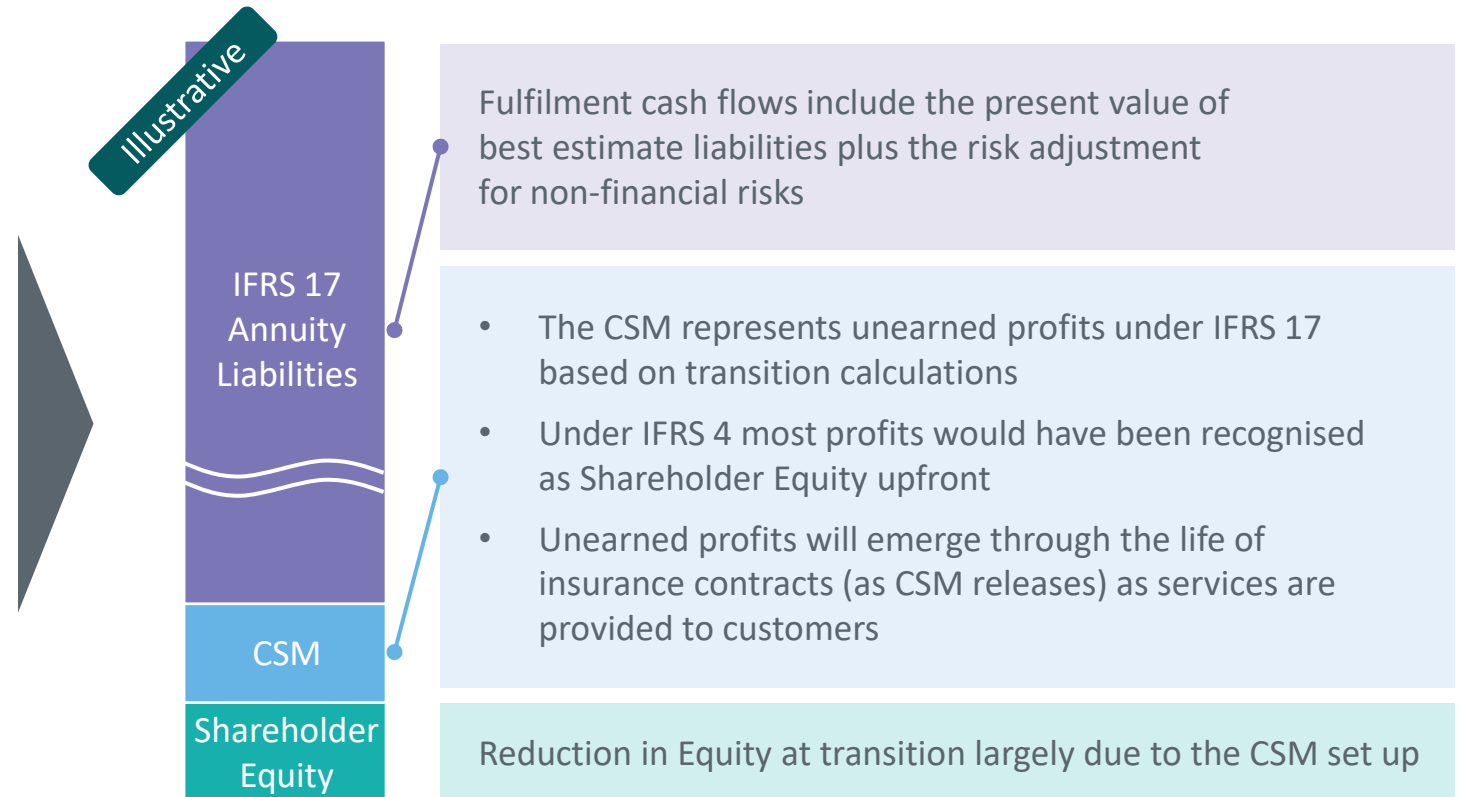 Illustrative
IFRS 17
Annuity
Liabilities
CSM
Shareholder
Equity
Fulfilment cash flows include the present value of
best estimate liabilities plus the risk adjustment
for non-financial risks
• The CSM represents unearned profits under IFRS 17
based on transition calculations
• Under IFRS 4 most profits would have been recognised
as Shareholder Equity upfront
• Unearned profits will emerge through the life of
insurance contracts (as CSM releases) as services are
provided to customers
Reduction in Equity at transition largely due to the CSM set up